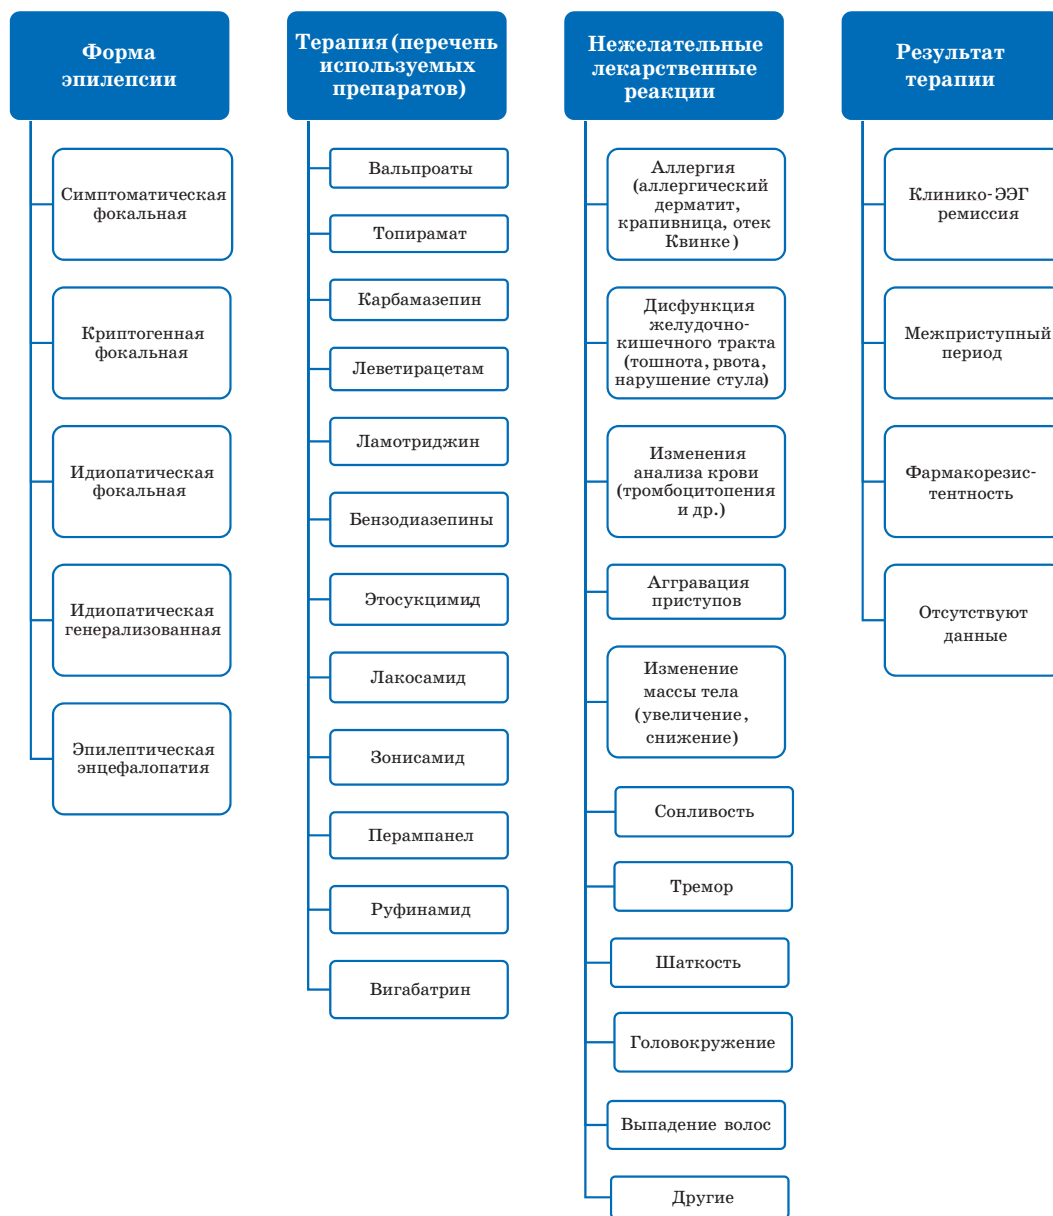 Форма
эпилепсии
Симптоматическая
фокальная
Криптогенная
фокальная
Идиопатическая
фокальная
Идиопатическая
генерализованная
Эпилептическая
энцефалопатия
Терапия (перечень
используемых
препаратов)
Вальпроаты
Топирамат
Карбамазепин
Леветирацетам
Ламотриджин
Бензодиазепины
Этосукцимид
Лакосамид
Зонисамид
Перампанел
Руфинамид
Вигабатрин
Нежелательные
лекарственные
реакции
Аллергия
(аллергический
дерматит,
крапивница, отек
Квинке)
Дисфункция
желудочно-
кишечного тракта
(тошнота, рвота,
нарушение стула)
Изменения
анализа крови
(тромбоцитопения
и др.)
Аггравация
приступов
Изменение
массы тела
(увеличение,
снижение)
Сонливость
Тремор
Шаткость
Головокружение
Выпадение волос
Другие
Результат
терапии
Клинико-ЭЭГ
ремиссия
Межприступный
период
Фармакорезис-
тентность
Отсутствуют
данные